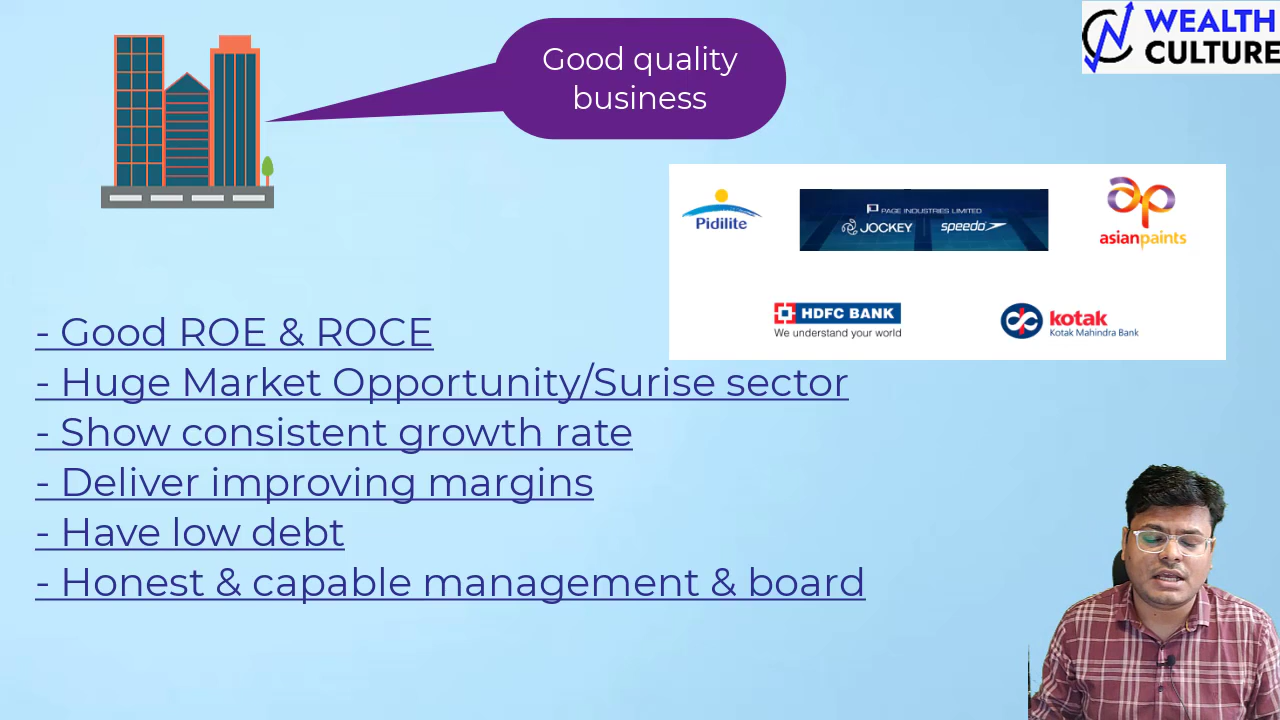 Good quality
business
WEALTH
CULTURE
Pidilite
PAGE INDUSTRIES LIMITED
JOCKEY speedo
ap
asianpaints
HDFC BANK
We understand your world
kotak
Kotak Mahindra Bank
- Good ROE & ROCE
- Huge Market Opportunity/Surise sector
- Show consistent growth rate
- Deliver improving margins
- Have low debt
- Honest & capable management & board